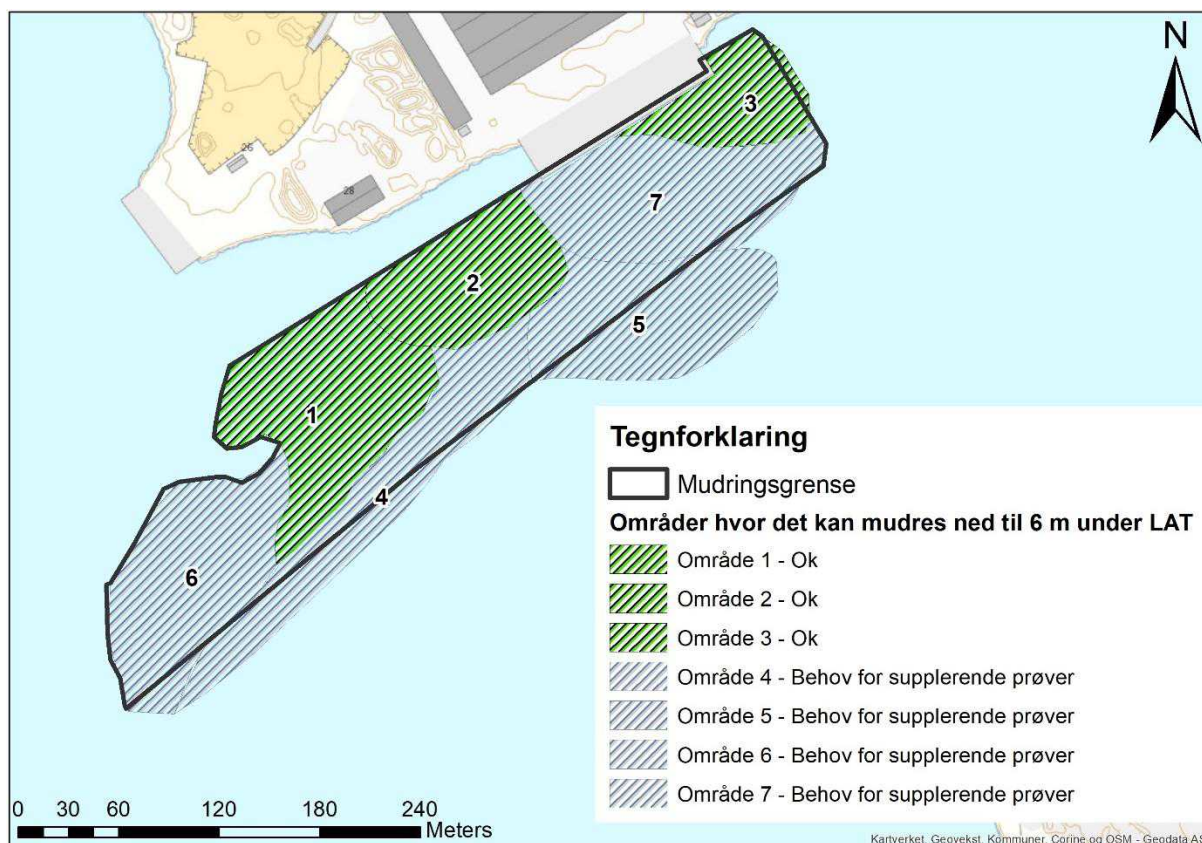 N
3
26
28
7
2
5
1
4
6
Tegnforklaring
Mudringsgrense
Områder hvor det kan mudres ned til 6 m under LAT
Område 1 - Ok
Område 2 - Ok
Område 3 - Ok
Område 4 - Behov for supplerende prøver
Område 5 - Behov for supplerende prøver
Område 6 - Behov for supplerende prøver
Område 7 - Behov for supplerende prøver
0 30 60 120 180 240
Meters
Kartverket, Geovekst, Kommuner, Corine og OSM - Geodata AS